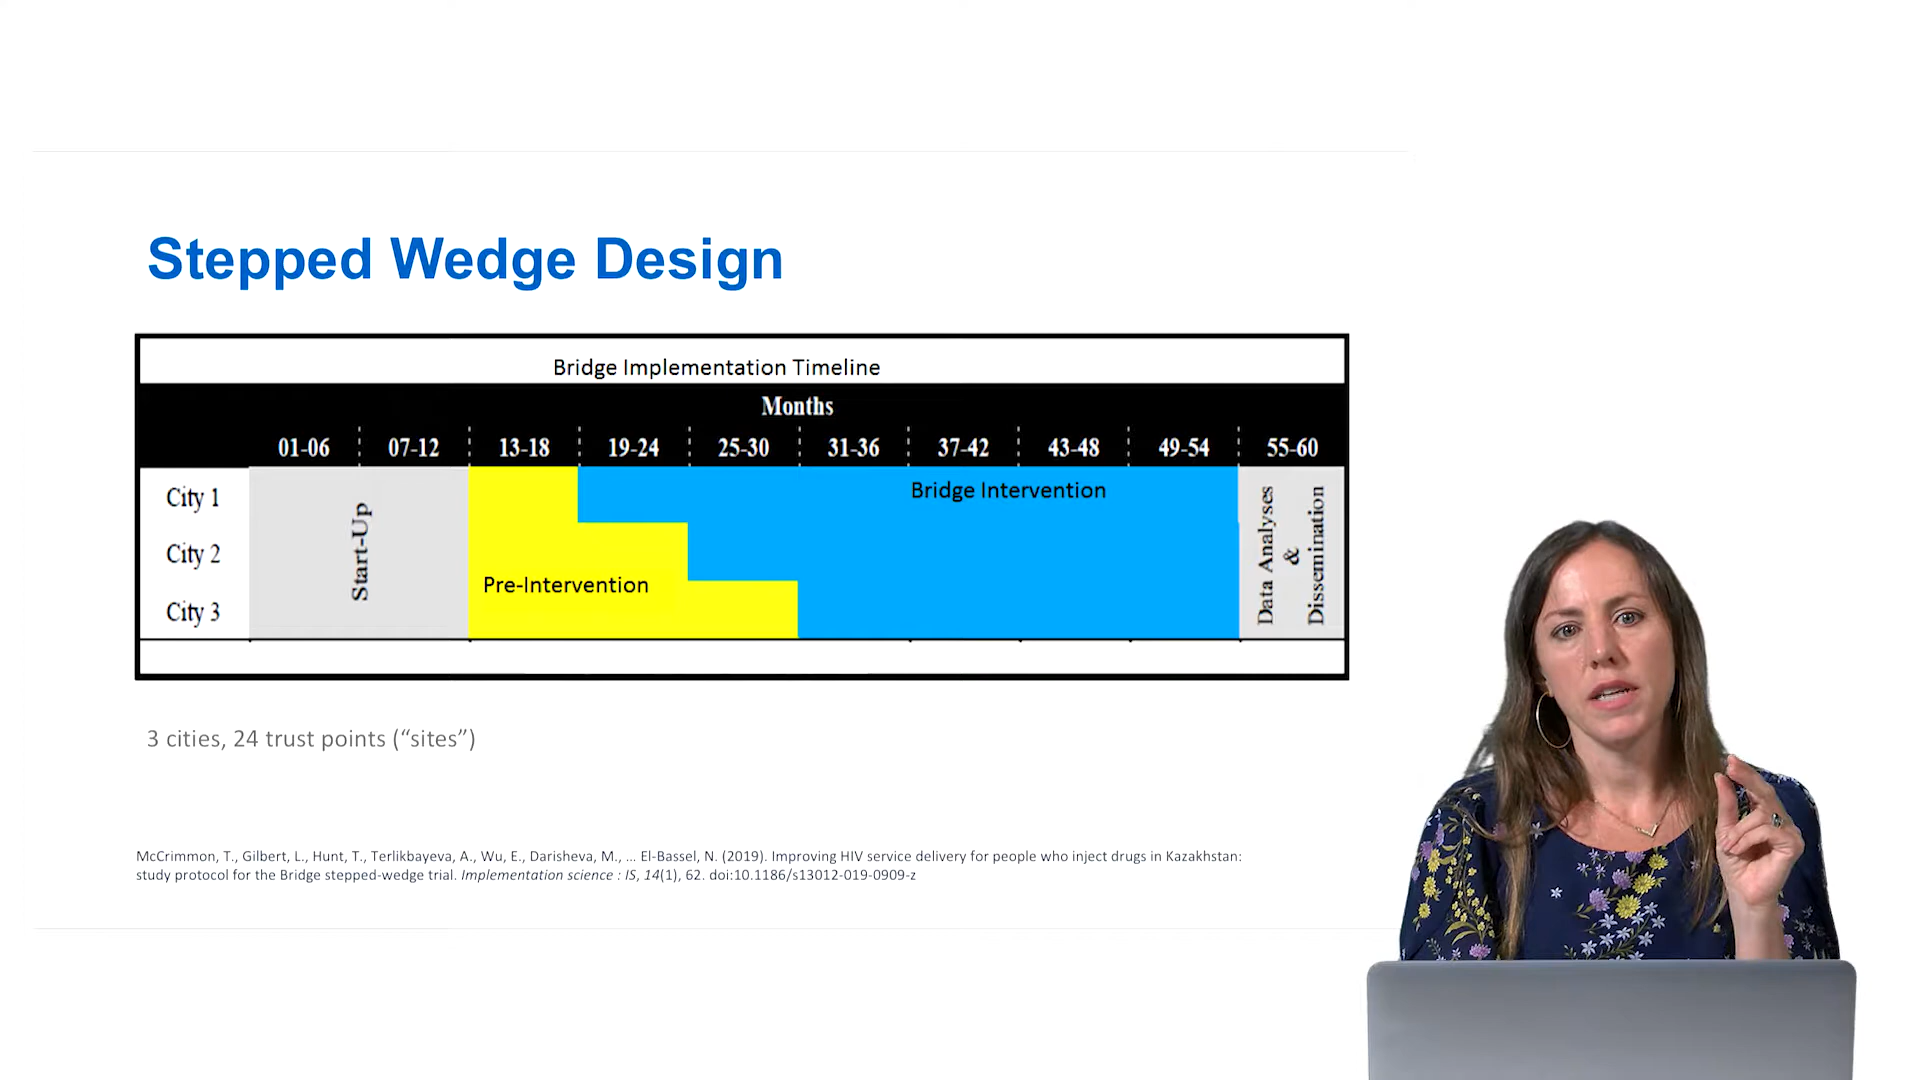 Stepped Wedge Design
Bridge Implementation Timeline
Months
01-06 07-12 13-18 19-24 25-30 31-36 37-42 43-48 49-54 55-60
City 1
City 2
City 3
Start-Up
Pre-Intervention
Bridge Intervention
Data Analyses
&
Dissemination
3 cities, 24 trust points (“sites”)
McCrimmon, T., Gilbert, L., Hunt, T., Terlikbayeva, A., Wu, E., Darisheva, M., ... El-Bassel, N. (2019). Improving HIV service delivery for people who inject drugs in Kazakhstan:
study protocol for the Bridge stepped-wedge trial. Implementation science : IS, 14(1), 62. doi:10.1186/s13012-019-0909-z